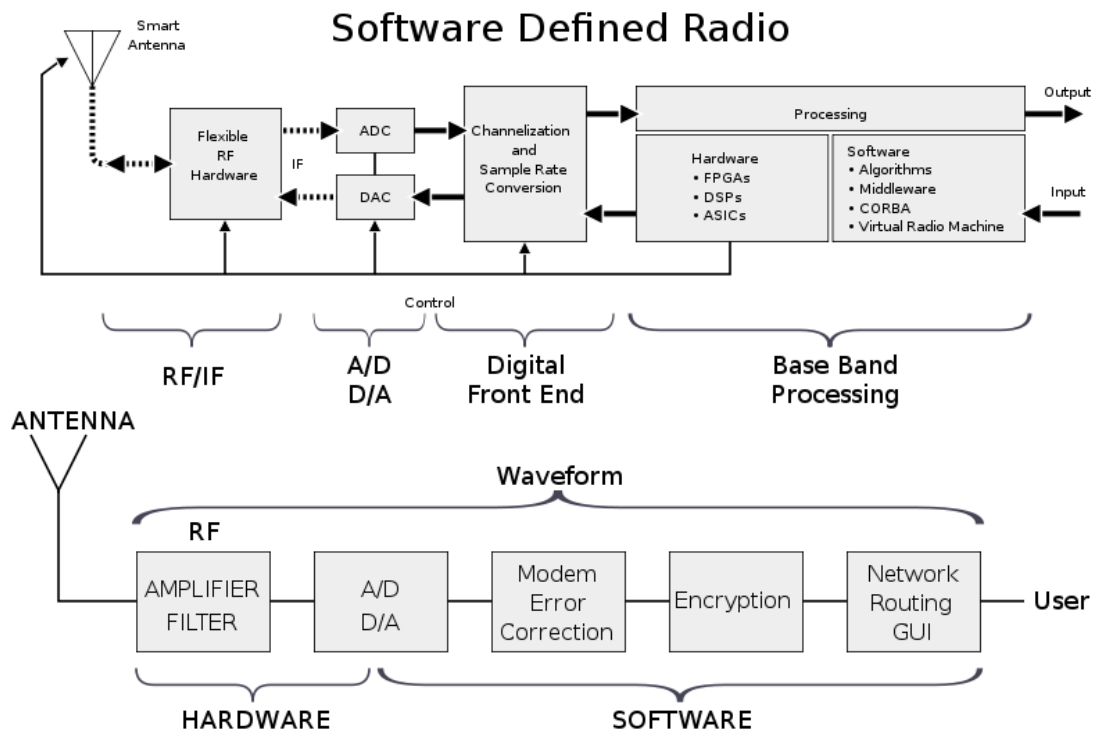 Software Defined Radio
Smart
Antenna
Flexible
RF
Hardware
IF
ADC
DAC
Channelization
and
Sample Rate
Conversion
Processing
Hardware
• FPGAs
• DSPs
• ASICs
Software
• Algorithms
• Middleware
• CORBA
• Virtual Radio Machine
Output
Input
Control
RF/IF
A/D
D/A
Digital
Front End
Base Band
Processing
ANTENNA
Waveform
RF
AMPLIFIER
FILTER
A/D
D/A
Modem
Error
Correction
Encryption
Network
Routing
GUI
User
HARDWARE
SOFTWARE